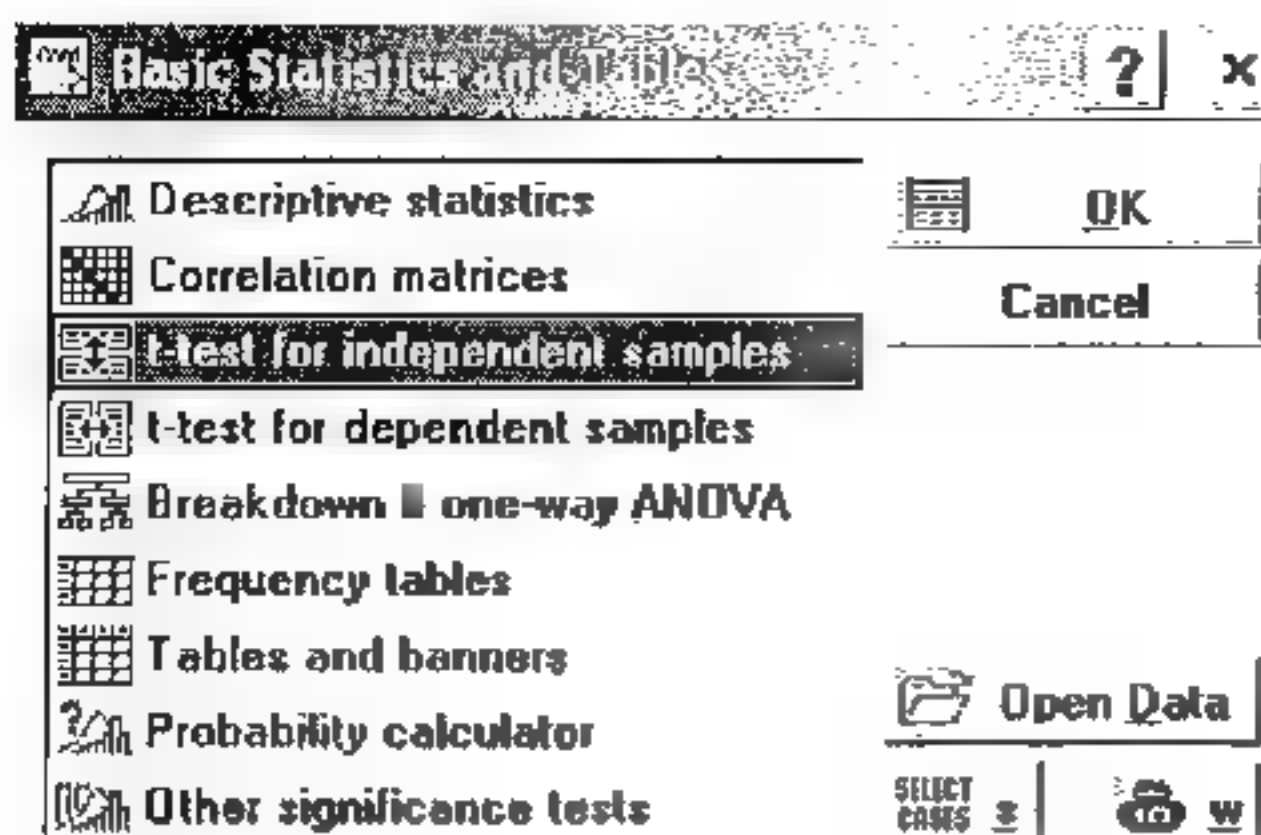 Basic Statistics and Table
? ×
Descriptive statistics
Correlation matrices
t-test for independent samples
t-test for dependent samples
Breakdown one-way ANOVA
Frequency tables
Tables and banners
Probability calculator
Other significance tests
OK
Cancel
Open Data
SELECT
CASES S
W